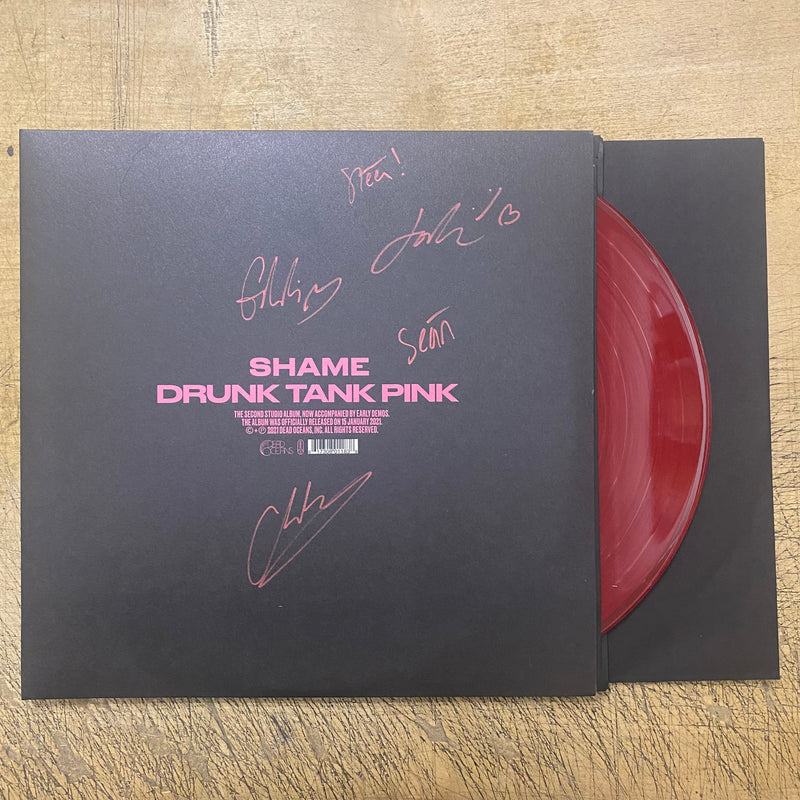 Steen!
Sean
SHAME
DRUNK TANK PINK
THE SECOND STUDIO ALBUM, NOW ACCOMPANIED BY EARLY DEMOS.
THE ALBUM WAS OFFICIALLY RELEASED ON 15 JANUARY 2021.
© + ℗ 2021 DEAD OCEANS, INC. ALL RIGHTS RESERVED.
DEAD
OCEANS